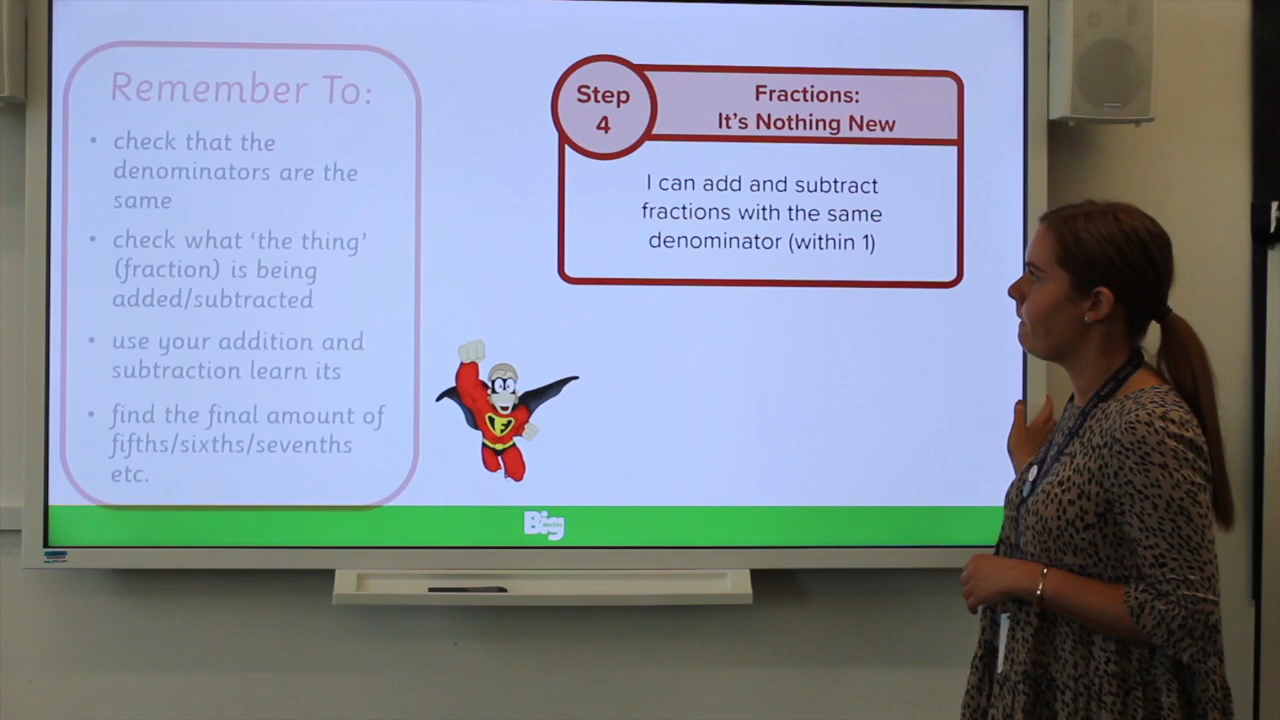 Remember To:
• check that the
denominators are the
same
• check what ‘the thing’
(fraction) is being
added/subtracted
• use your addition and
subtraction learn its
• find the final amount of
fifths/sixths/sevenths
etc.
Step
4
Fractions:
It's Nothing New
I can add and subtract
fractions with the same
denominator (within 1)
F
Big